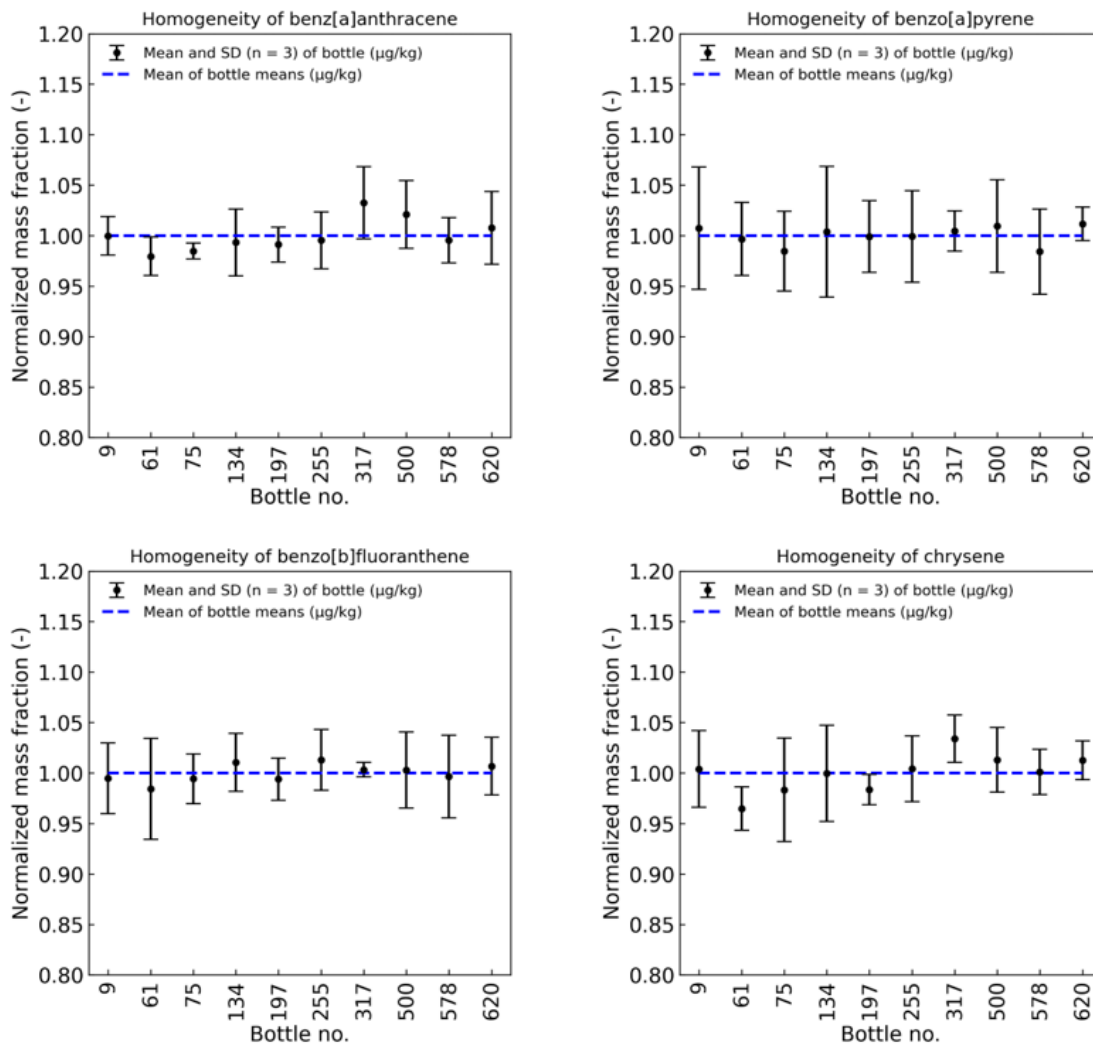 Homogeneity of benz[a]anthracene
Normalized mass fraction (-)
1.20
1.15
1.10
1.05
1.00
0.95
0.90
0.85
0.80
Mean and SD (n = 3) of bottle (µg/kg)
Mean of bottle means (µg/kg)
9 61 75 134 197 255 317 500 578 620
Bottle no.
Homogeneity of benzo[a]pyrene
Normalized mass fraction (-)
1.20
1.15
1.10
1.05
1.00
0.95
0.90
0.85
0.80
Mean and SD (n = 3) of bottle (µg/kg)
Mean of bottle means (µg/kg)
9 61 75 134 197 255 317 500 578 620
Bottle no.
Homogeneity of benzo[b]fluoranthene
Normalized mass fraction (-)
1.20
1.15
1.10
1.05
1.00
0.95
0.90
0.85
0.80
Mean and SD (n = 3) of bottle (µg/kg)
Mean of bottle means (µg/kg)
9 61 75 134 197 255 317 500 578 620
Bottle no.
Homogeneity of chrysene
Normalized mass fraction (-)
1.20
1.15
1.10
1.05
1.00
0.95
0.90
0.85
0.80
Mean and SD (n = 3) of bottle (µg/kg)
Mean of bottle means (µg/kg)
9 61 75 134 197 255 317 500 578 620
Bottle no.